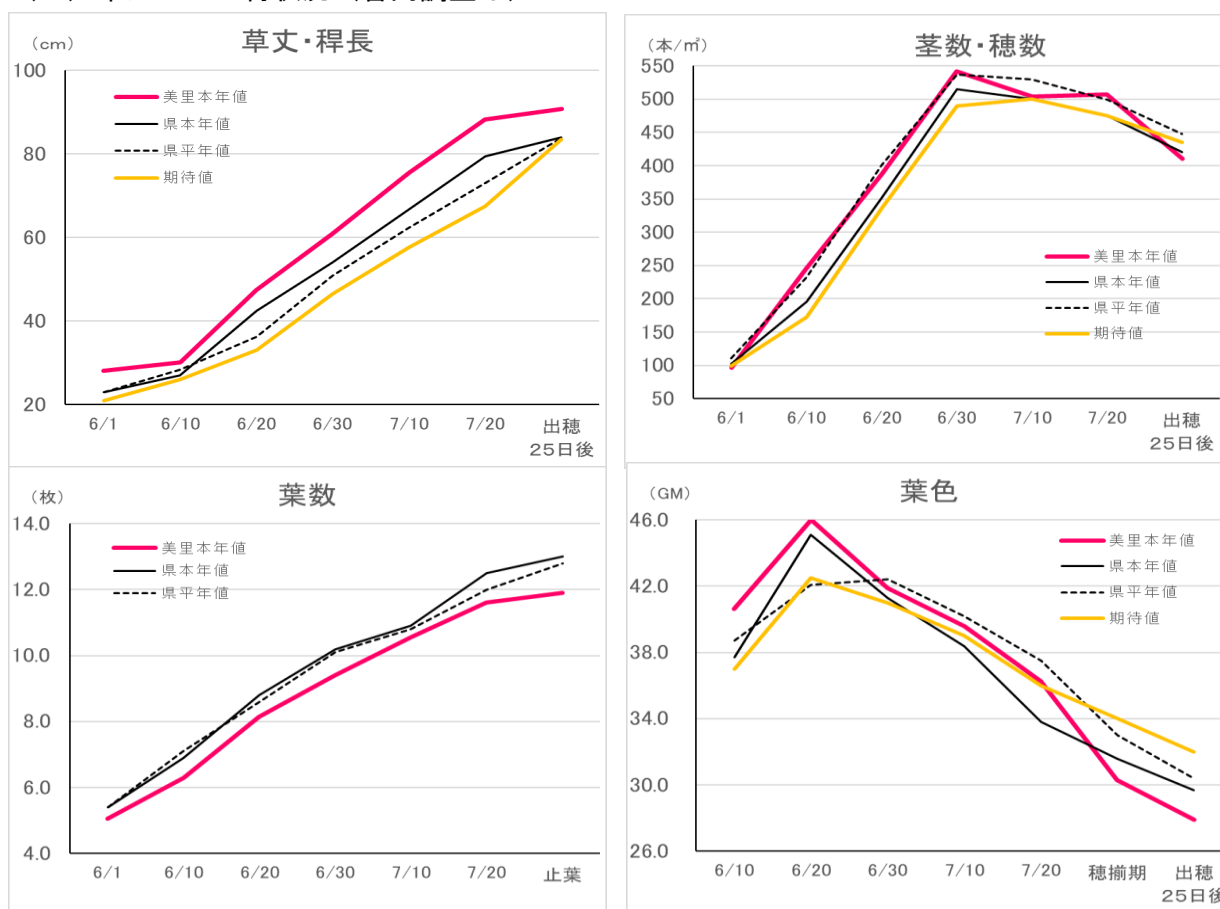 草丈・稈長
（cm）
100
80
60
40
20
美里本年値
県本年値
県平年値
期待値
6/1 6/10 6/20 6/30 7/10 7/20 出穂
25日後
茎数・穂数
（本/㎡）
550
500
450
400
350
300
250
200
150
100
50
美里本年値
県本年値
県平年値
期待値
6/1 6/10 6/20 6/30 7/10 7/20 出穂
25日後
葉数
（枚）
14.0
12.0
10.0
8.0
6.0
4.0
美里本年値
県本年値
県平年値
6/1 6/10 6/20 6/30 7/10 7/20 止葉
葉色
（GM）
46.0
42.0
38.0
34.0
30.0
26.0
美里本年値
県本年値
県平年値
期待値
6/10 6/20 6/30 7/10 7/20 穂揃期 出穂
25日後